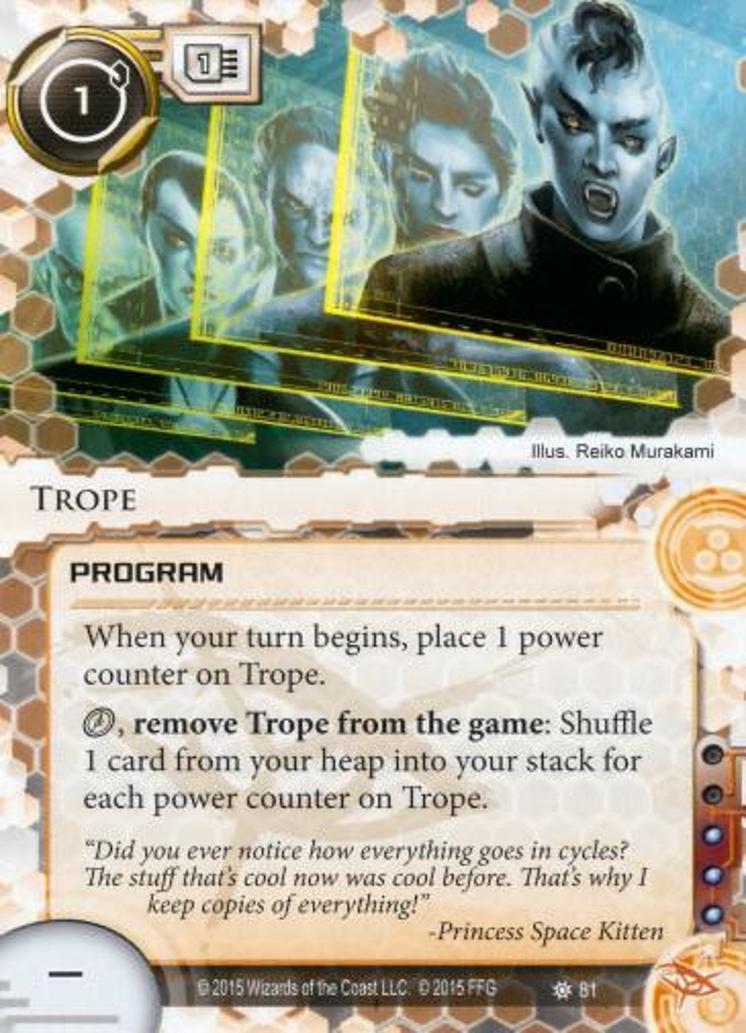 1
1
Illus. Reiko Murakami
TROPE
PROGRAM
When your turn begins, place 1 power
counter on Trope.
, remove Trope from the game: Shuffle
1 card from your heap into your stack for
each power counter on Trope.
“Did you ever notice how everything goes in cycles?
The stuff that’s cool now was cool before. That’s why I
keep copies of everything!”
-Princess Space Kitten
–
© 2015 Wizards of the Coast LLC. © 2015 FFG 81